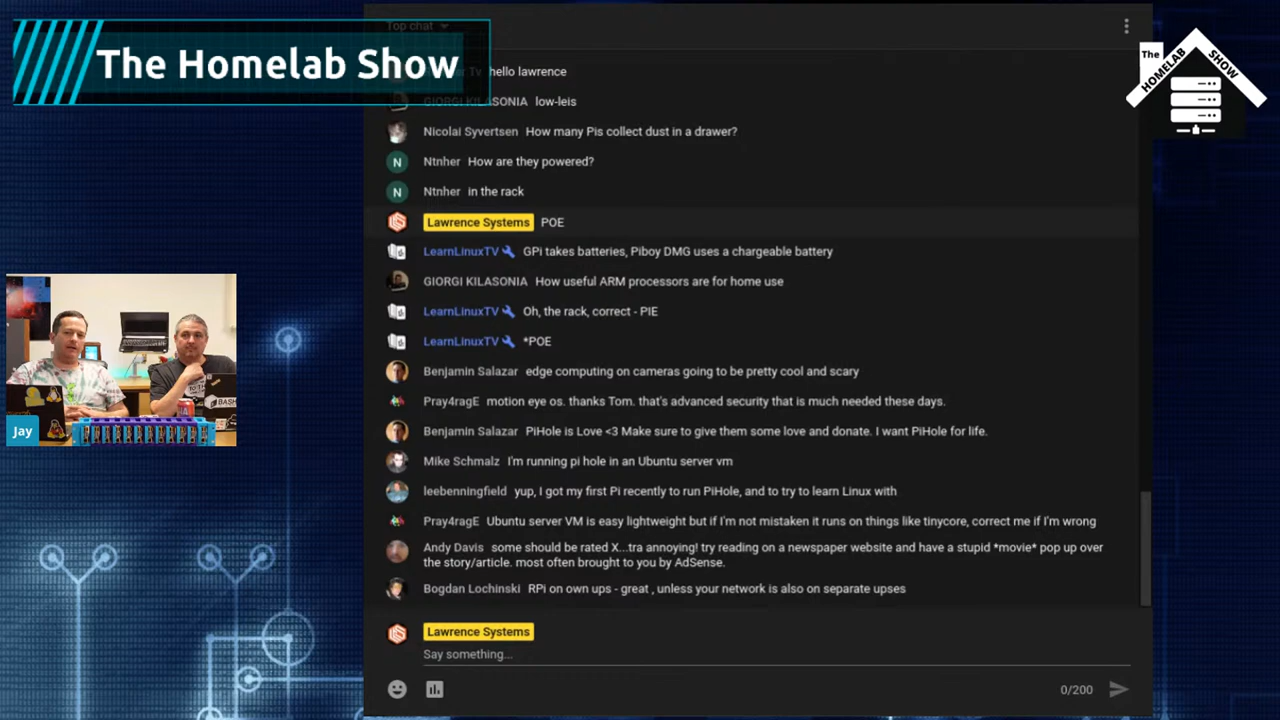 The Homelab Show
Top chat
The
HOMELAB
SHOW
hello lawrence
GIORGI KILASONIA low-leis
Nicolai Syvertsen How many Pis collect dust in a drawer?
N Ntnher How are they powered?
N Ntnher in the rack
Lawrence Systems POE
LearnLinuxTV GPi takes batteries, Piboy DMG uses a chargeable battery
GIORGI KILASONIA How useful ARM processors are for home use
LearnLinuxTV Oh, the rack, correct - PIE
LearnLinuxTV *POE
Benjamin Salazar edge computing on cameras going to be pretty cool and scary
Pray4ragE motion eye os. thanks Tom. that's advanced security that is much needed these days.
Benjamin Salazar PiHole is Love <3 Make sure to give them some love and donate. I want PiHole for life.
Mike Schmalz I'm running pi hole in an Ubuntu server vm
leebenningfield yup, I got my first Pi recently to run PiHole, and to try to learn Linux with
Pray4ragE Ubuntu server VM is easy lightweight but if I'm not mistaken it runs on things like tinycore, correct me if I'm wrong
Andy Davis some should be rated X...tra annoying! try reading on a newspaper website and have a stupid *movie* pop up over
the story/article. most often brought to you by AdSense.
Bogdan Lochinski RPi on own ups - great , unless your network is also on separate upses
Lawrence Systems
Say something...
0/200
Jay
BASH